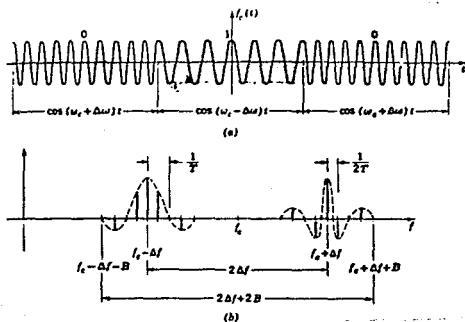 f_c(t)
0 1 0
t
cos (ω_c + Δω) t cos (ω_c − Δω) t cos (ω_c + Δω) t
(a)
1/T 1/2T
f_c − Δf f_c f_c + Δf f
f_c − Δf − B 2Δf f_c + Δf + B
2Δf + 2B
(b)